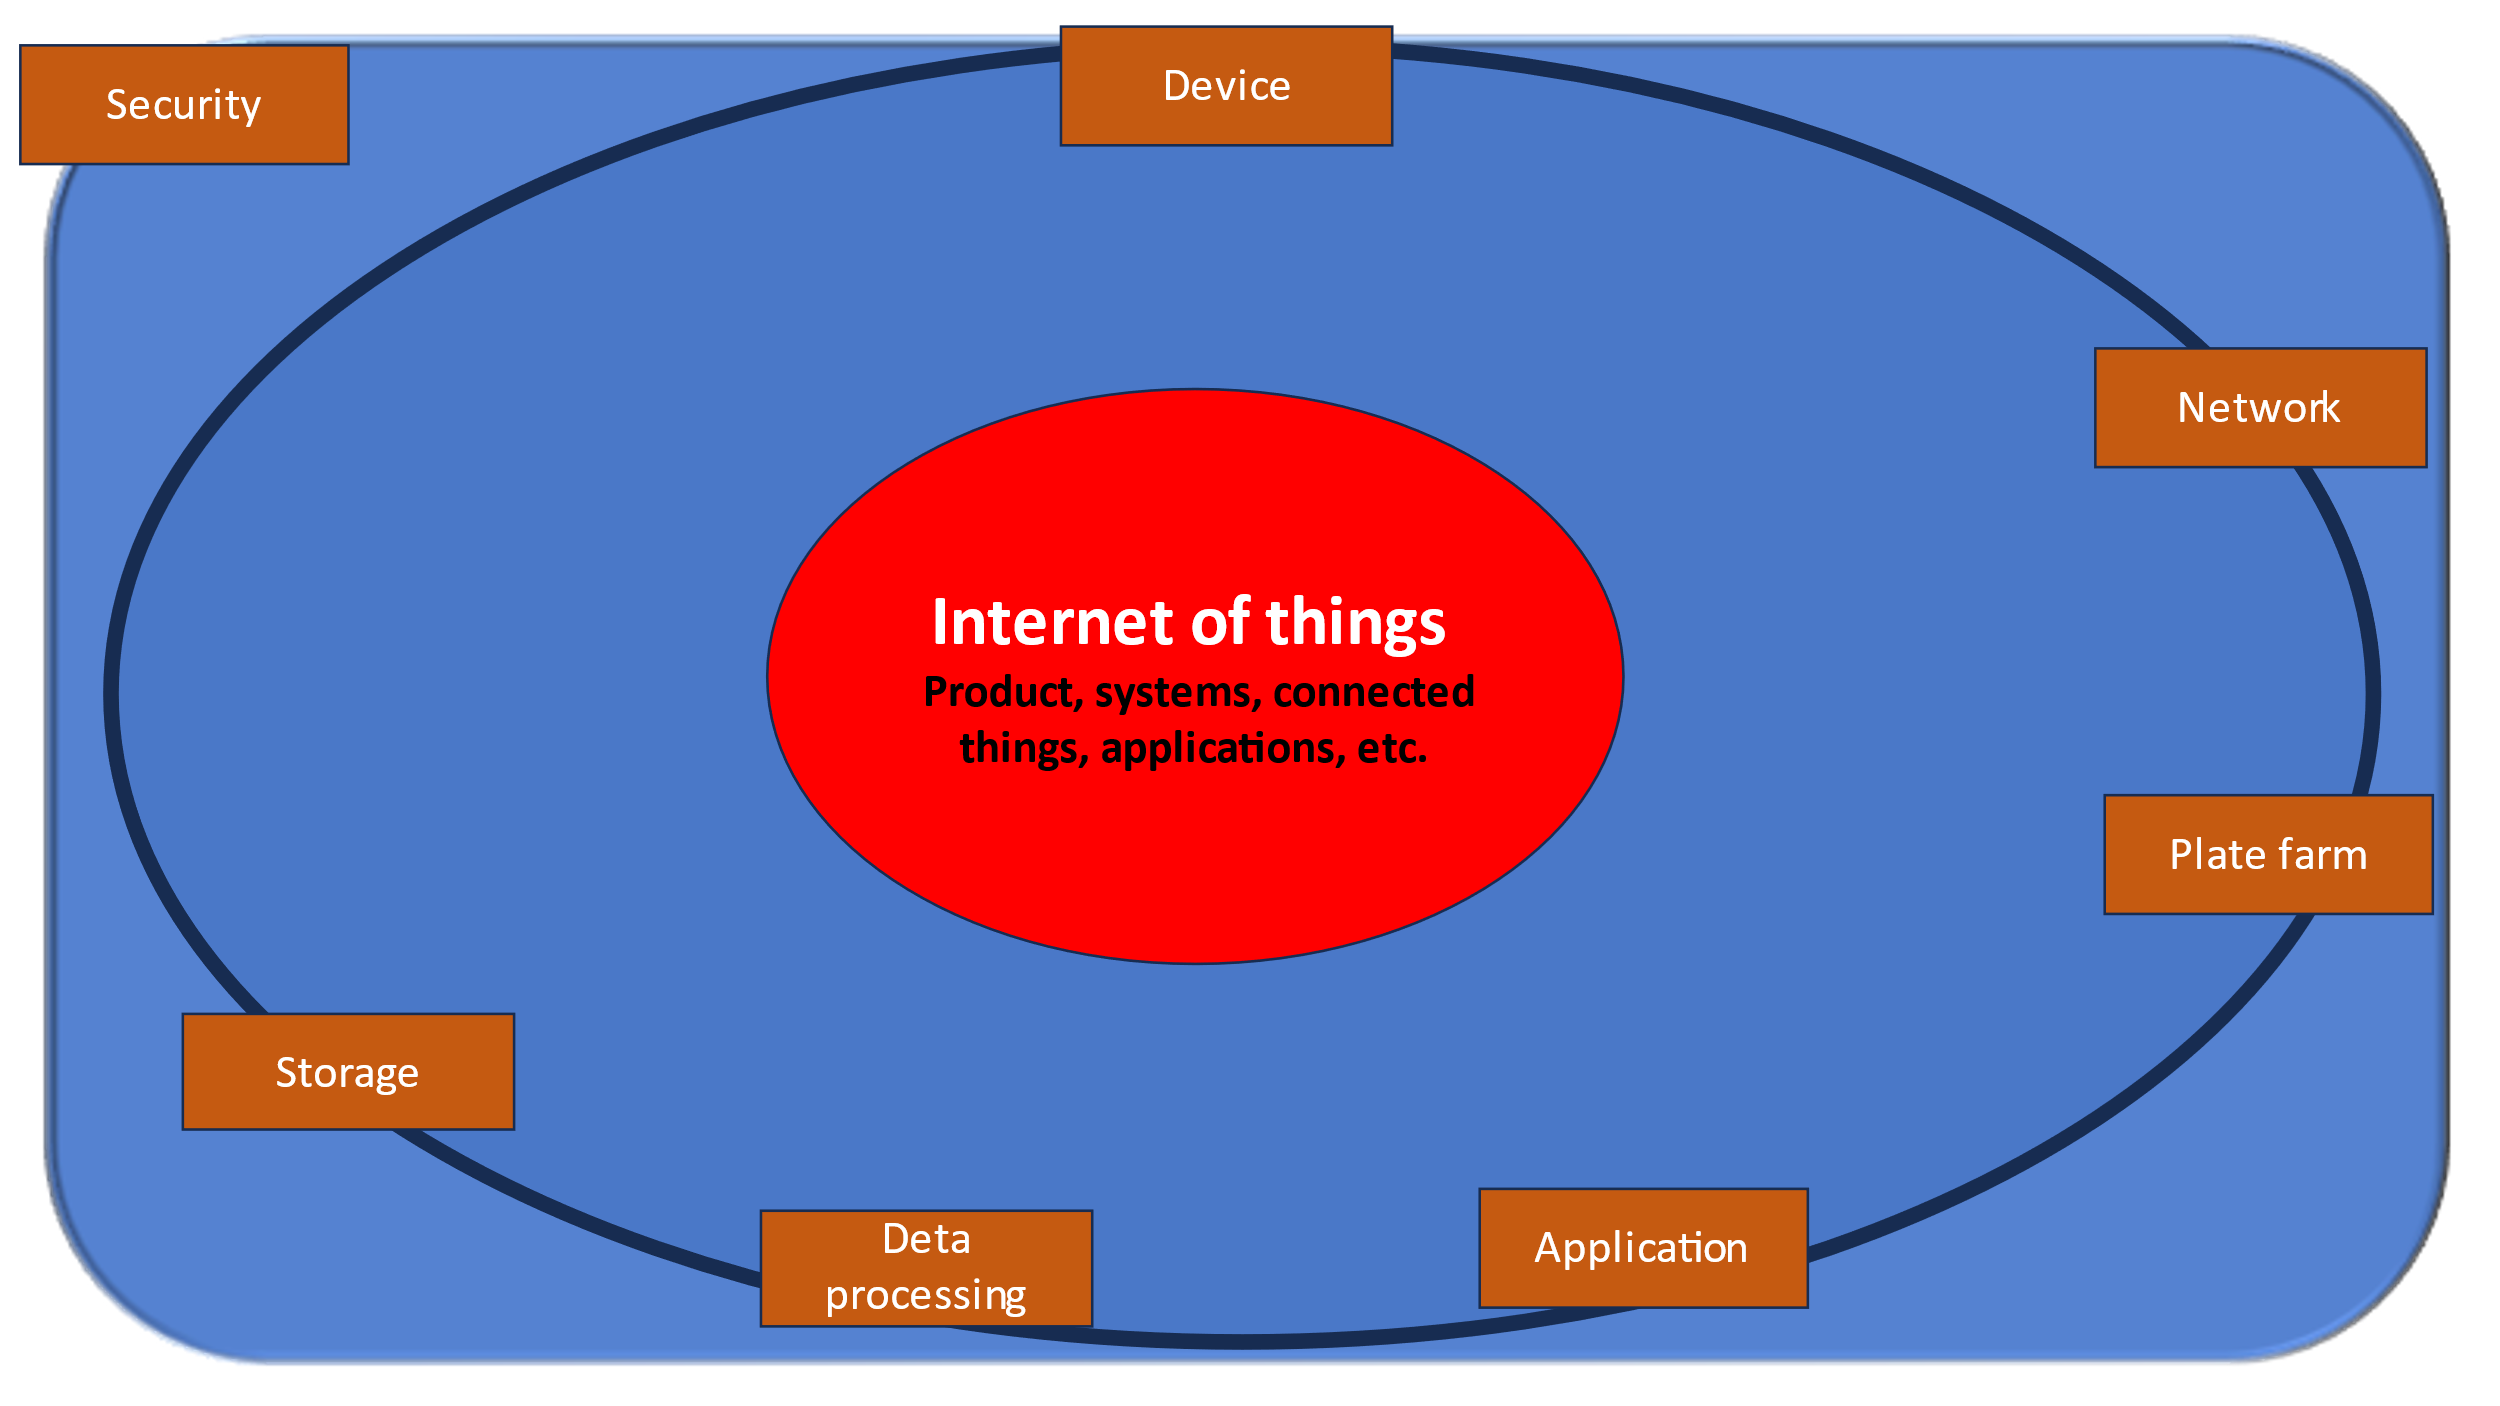 Security
Device
Network
Internet of things
Product, systems, connected
things, applications, etc.
Plate farm
Storage
Deta
processing
Application